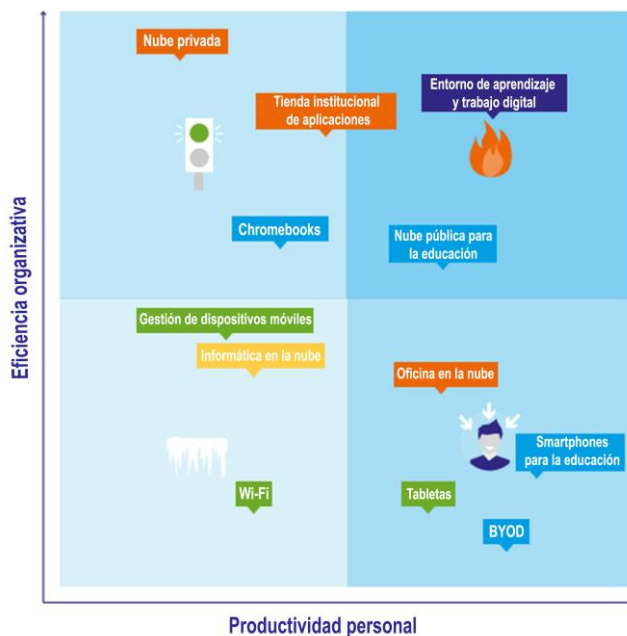 Nube privada
Entorno de aprendizaje
y trabajo digital
Tienda institucional
de aplicaciones
Chromebooks
Nube pública para
la educación
Eficiencia organizativa
Gestión de dispositivos móviles
Informática en la nube
Oficina en la nube
Smartphones
para la educación
Wi-Fi
Tabletas
BYOD
Productividad personal